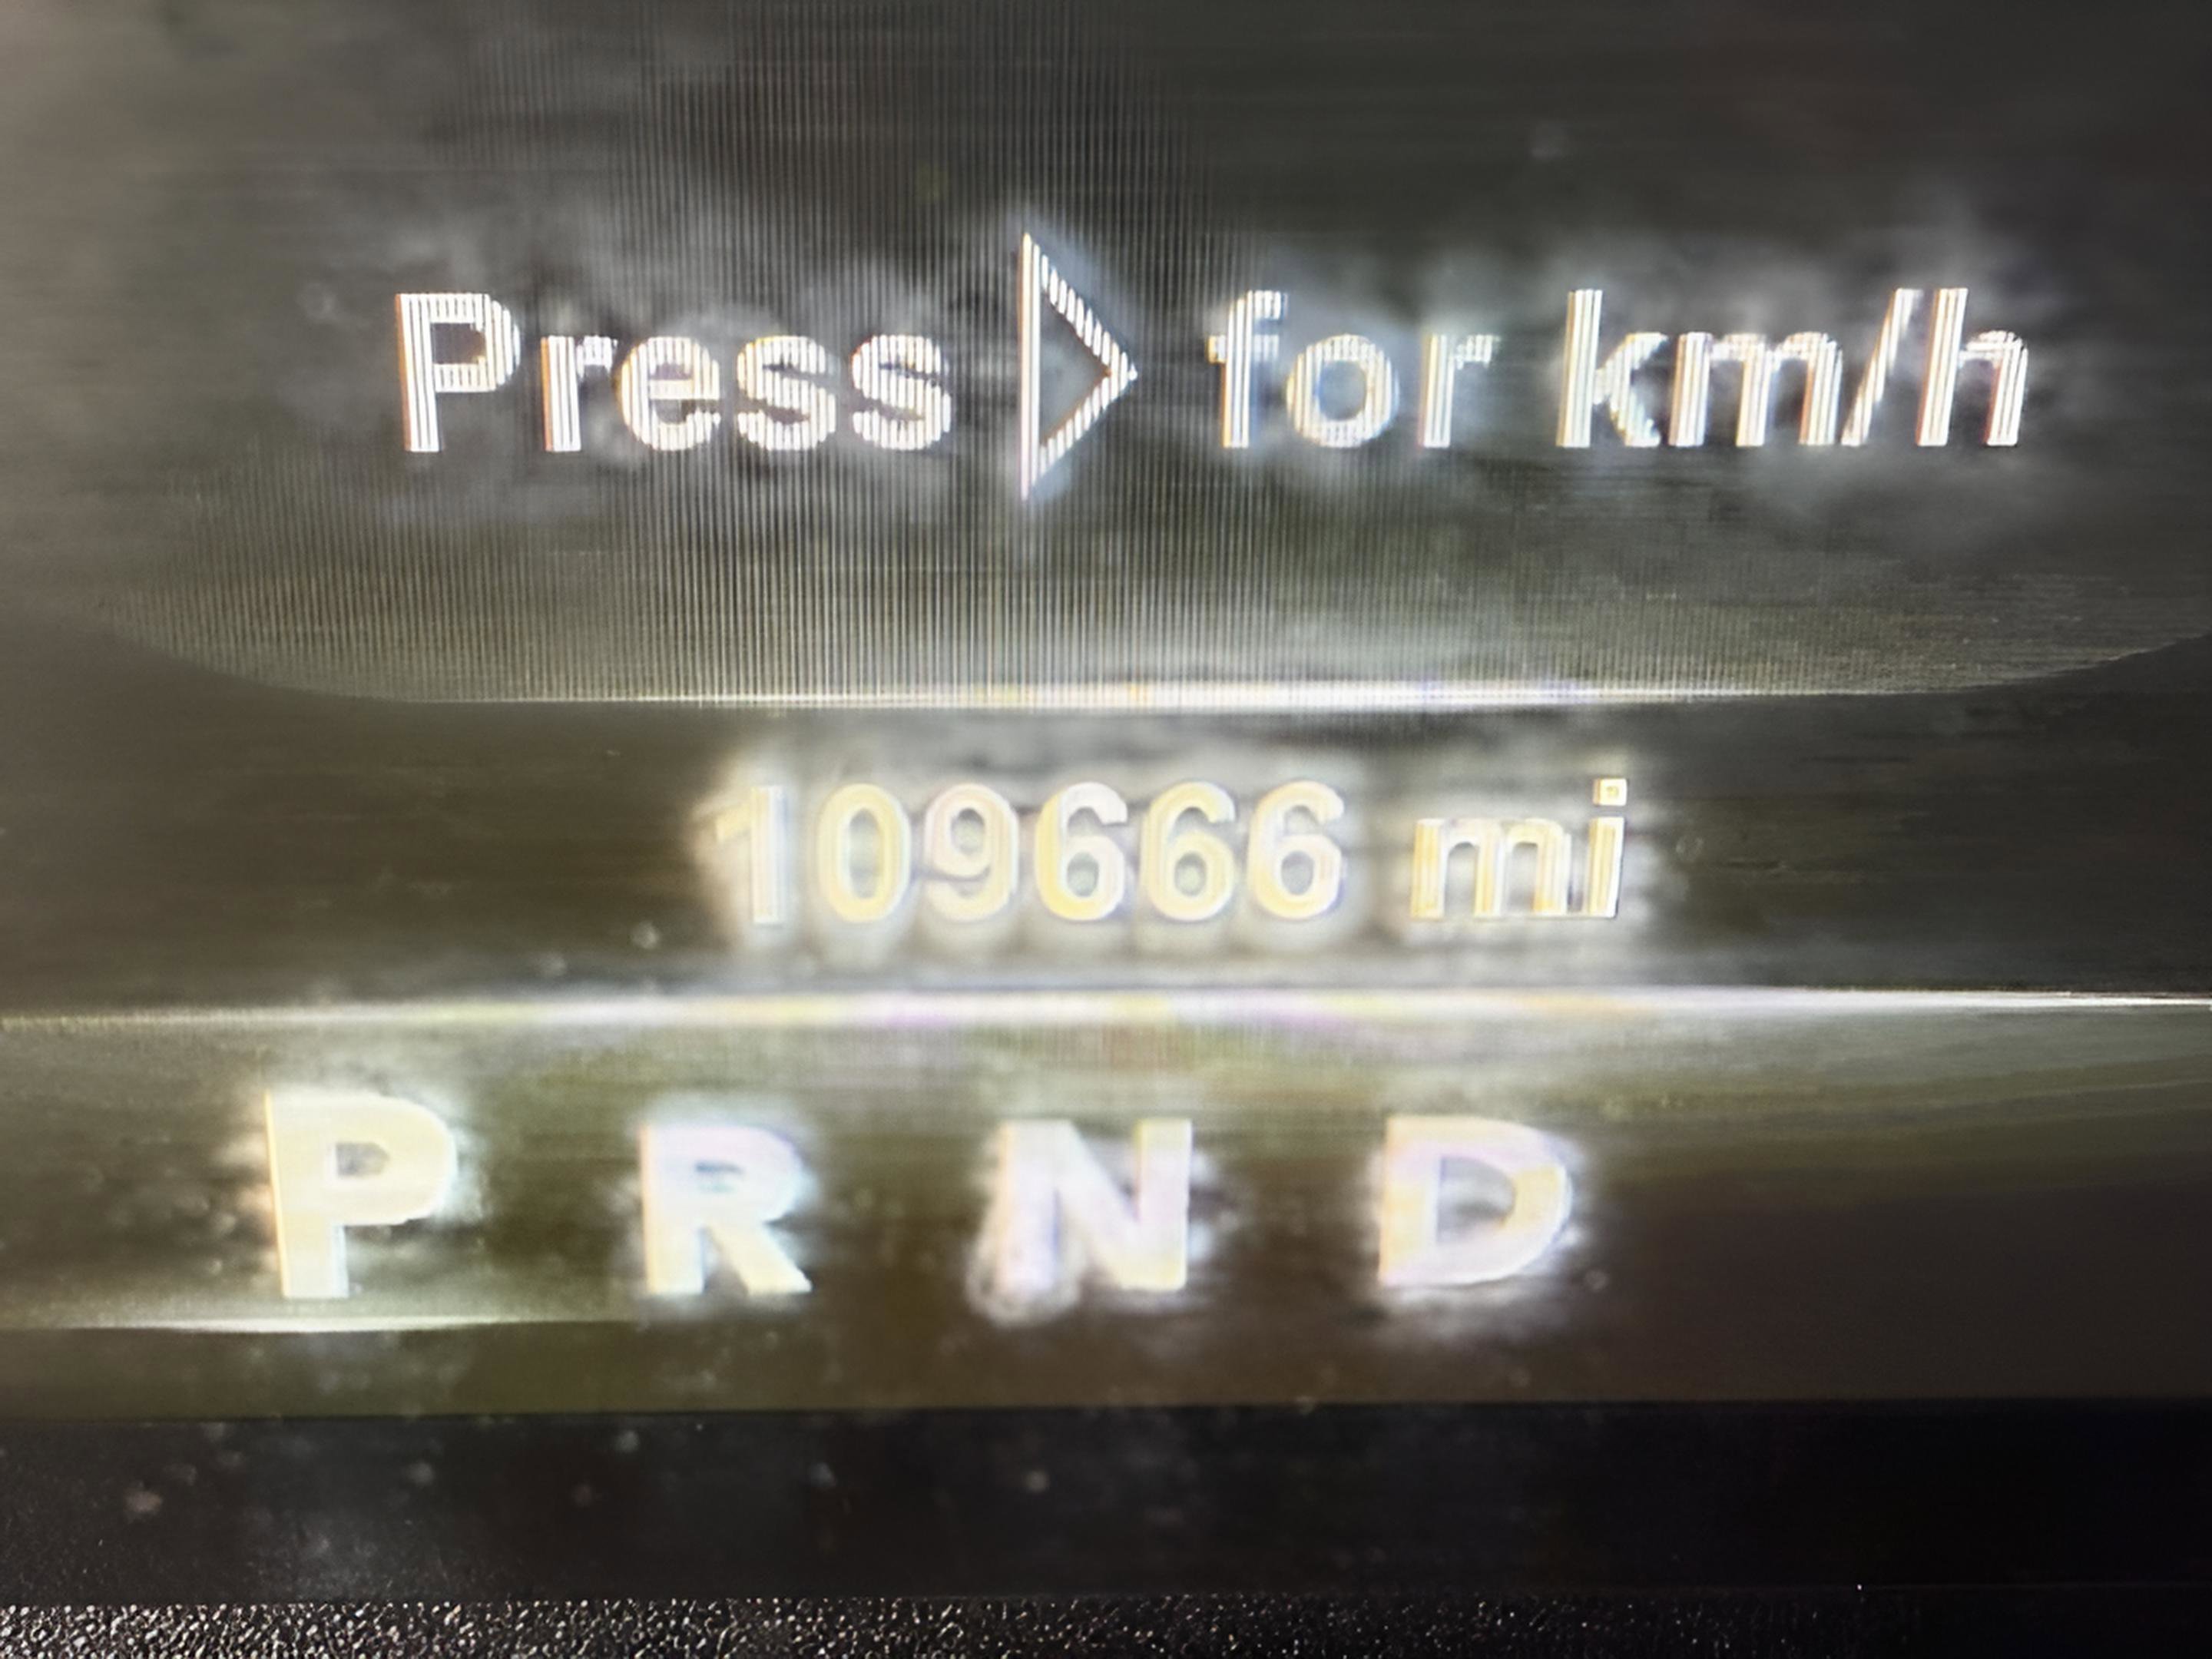 Press ▷ for km/h
109666 mi
P R N D